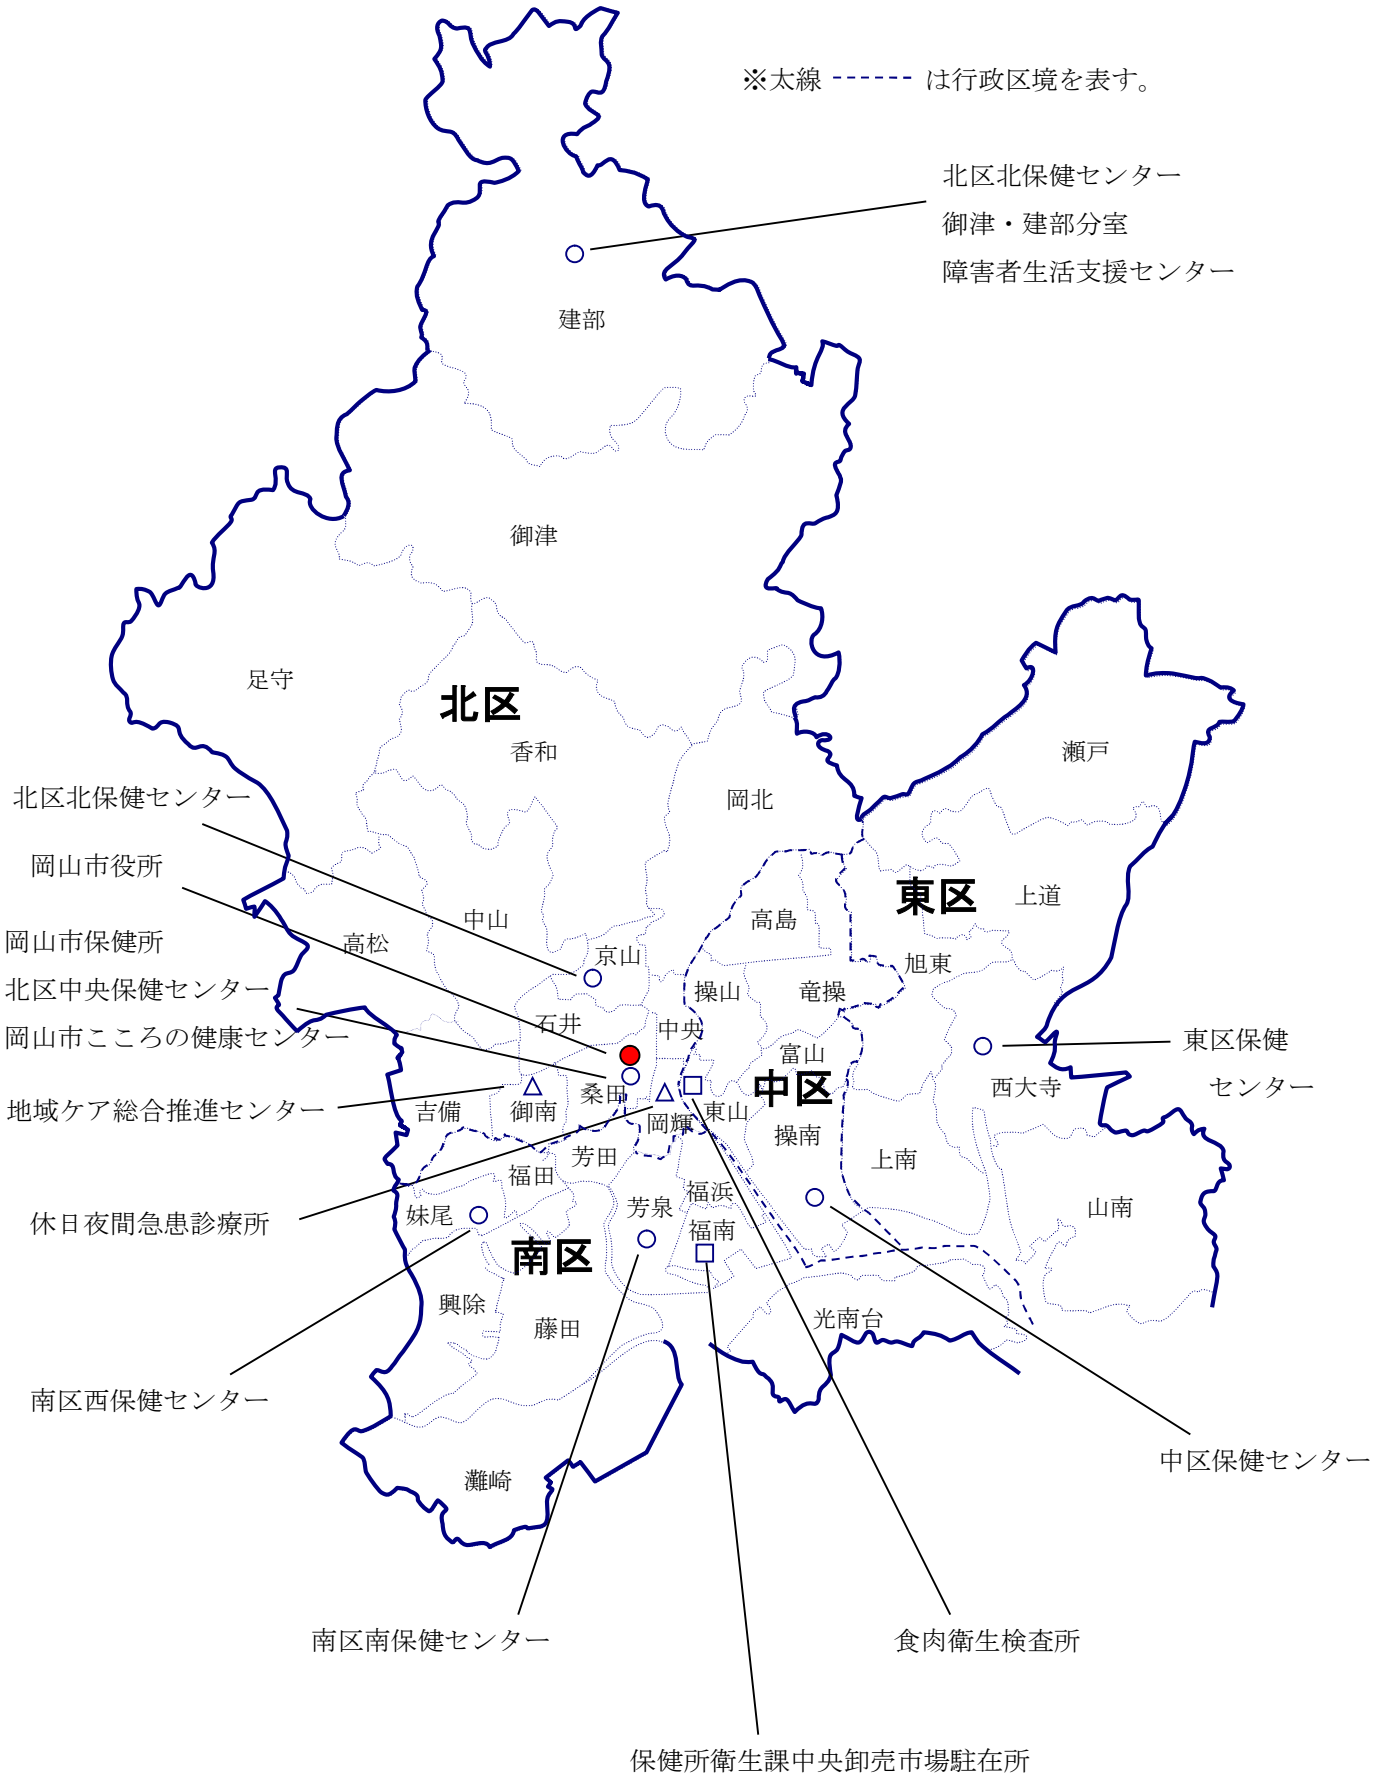 ※太線 ------ は行政区境を表す。
北区北保健センター
御津・建部分室
障害者生活支援センター
建部
御津
足守
北区
香和
瀬戸
北区北保健センター
岡北
岡山市役所
東区
上道
中山
高島
高松
岡山市保健所
京山
旭東
北区中央保健センター
操山
竜操
石井
中央
岡山市こころの健康センター
富山
東区保健
センター
中区
西大寺
桑田
地域ケア総合推進センター
吉備
御南
岡輝
東山
操南
芳田
上南
福田
福浜
山南
妹尾
芳泉
休日夜間急患診療所
福南
南区
興除
藤田
光南台
南区西保健センター
中区保健センター
灘崎
南区南保健センター
食肉衛生検査所
保健所衛生課中央卸売市場駐在所